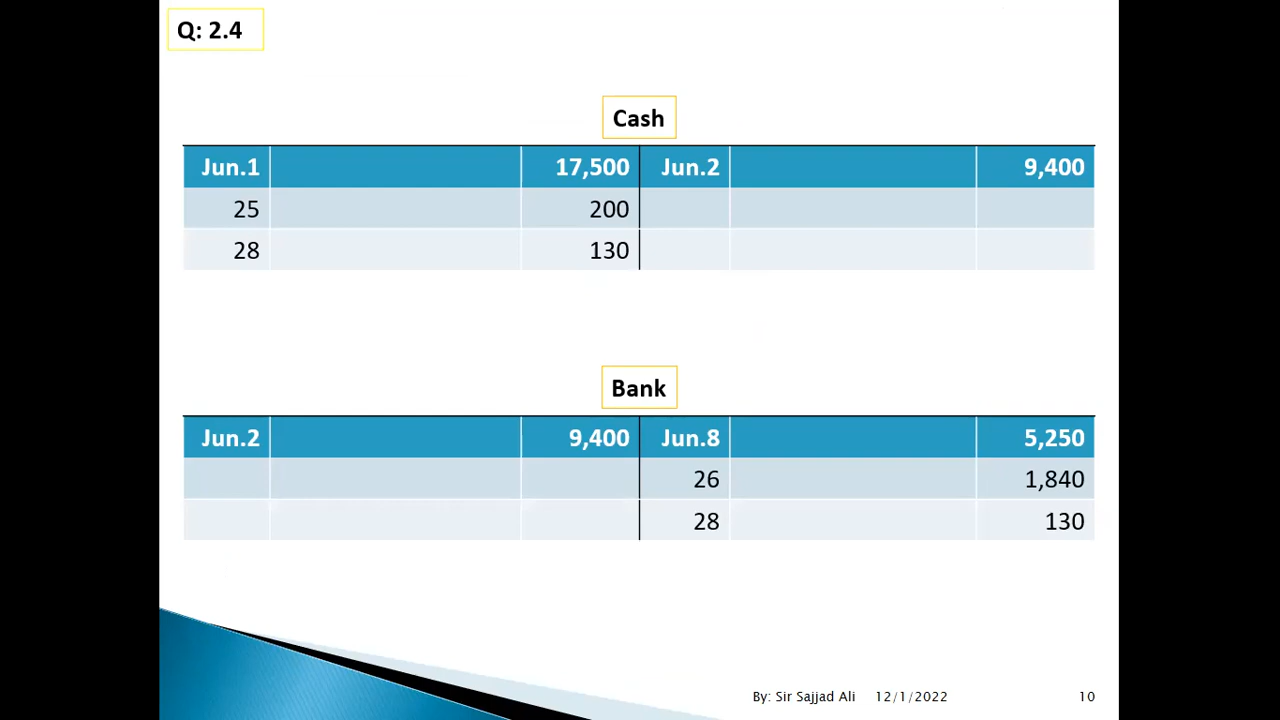 Q: 2.4
Cash
Jun.1 17,500 Jun.2 9,400
25 200
28 130
Bank
Jun.2 9,400 Jun.8 5,250
26 1,840
28 130
By: Sir Sajjad Ali 12/1/2022 10